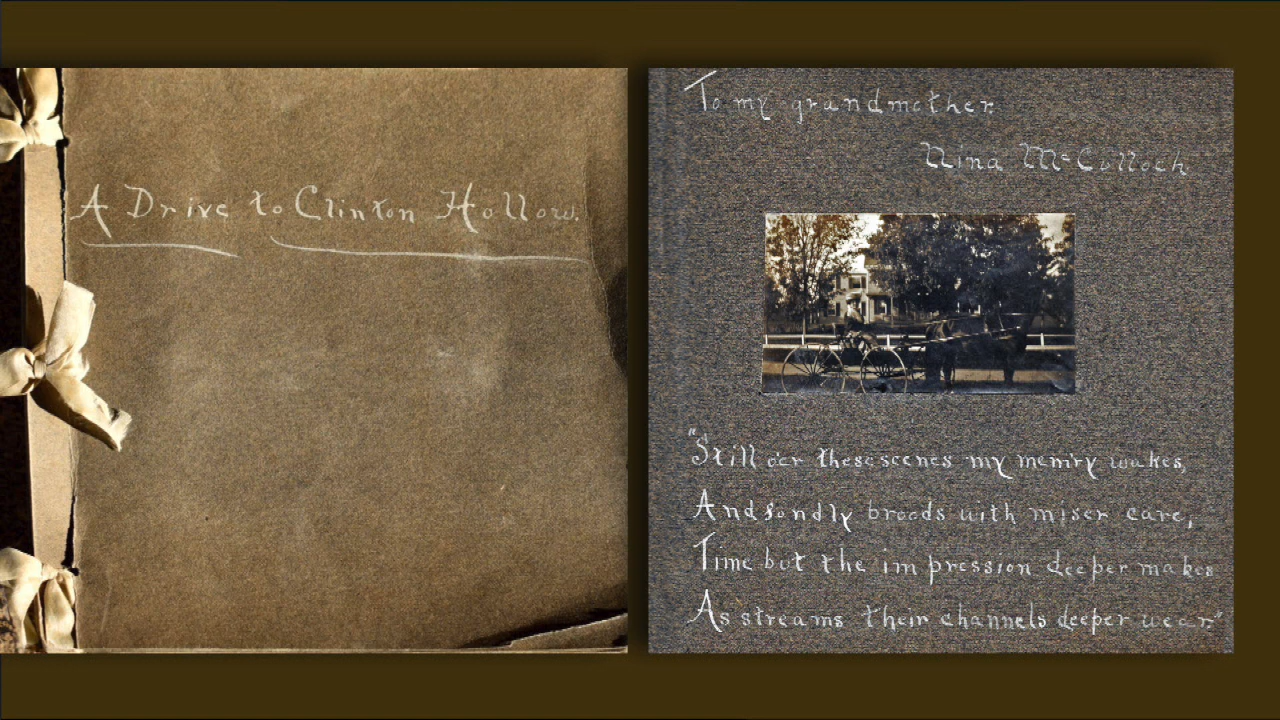 A Drive to Clinton Hollow.
To my grandmother.
Nina McCulloch
"Still o'er these scenes my mem'ry wakes,
And fondly broods with miser care,
Time but the impression deeper makes
As streams their channels deeper wear."